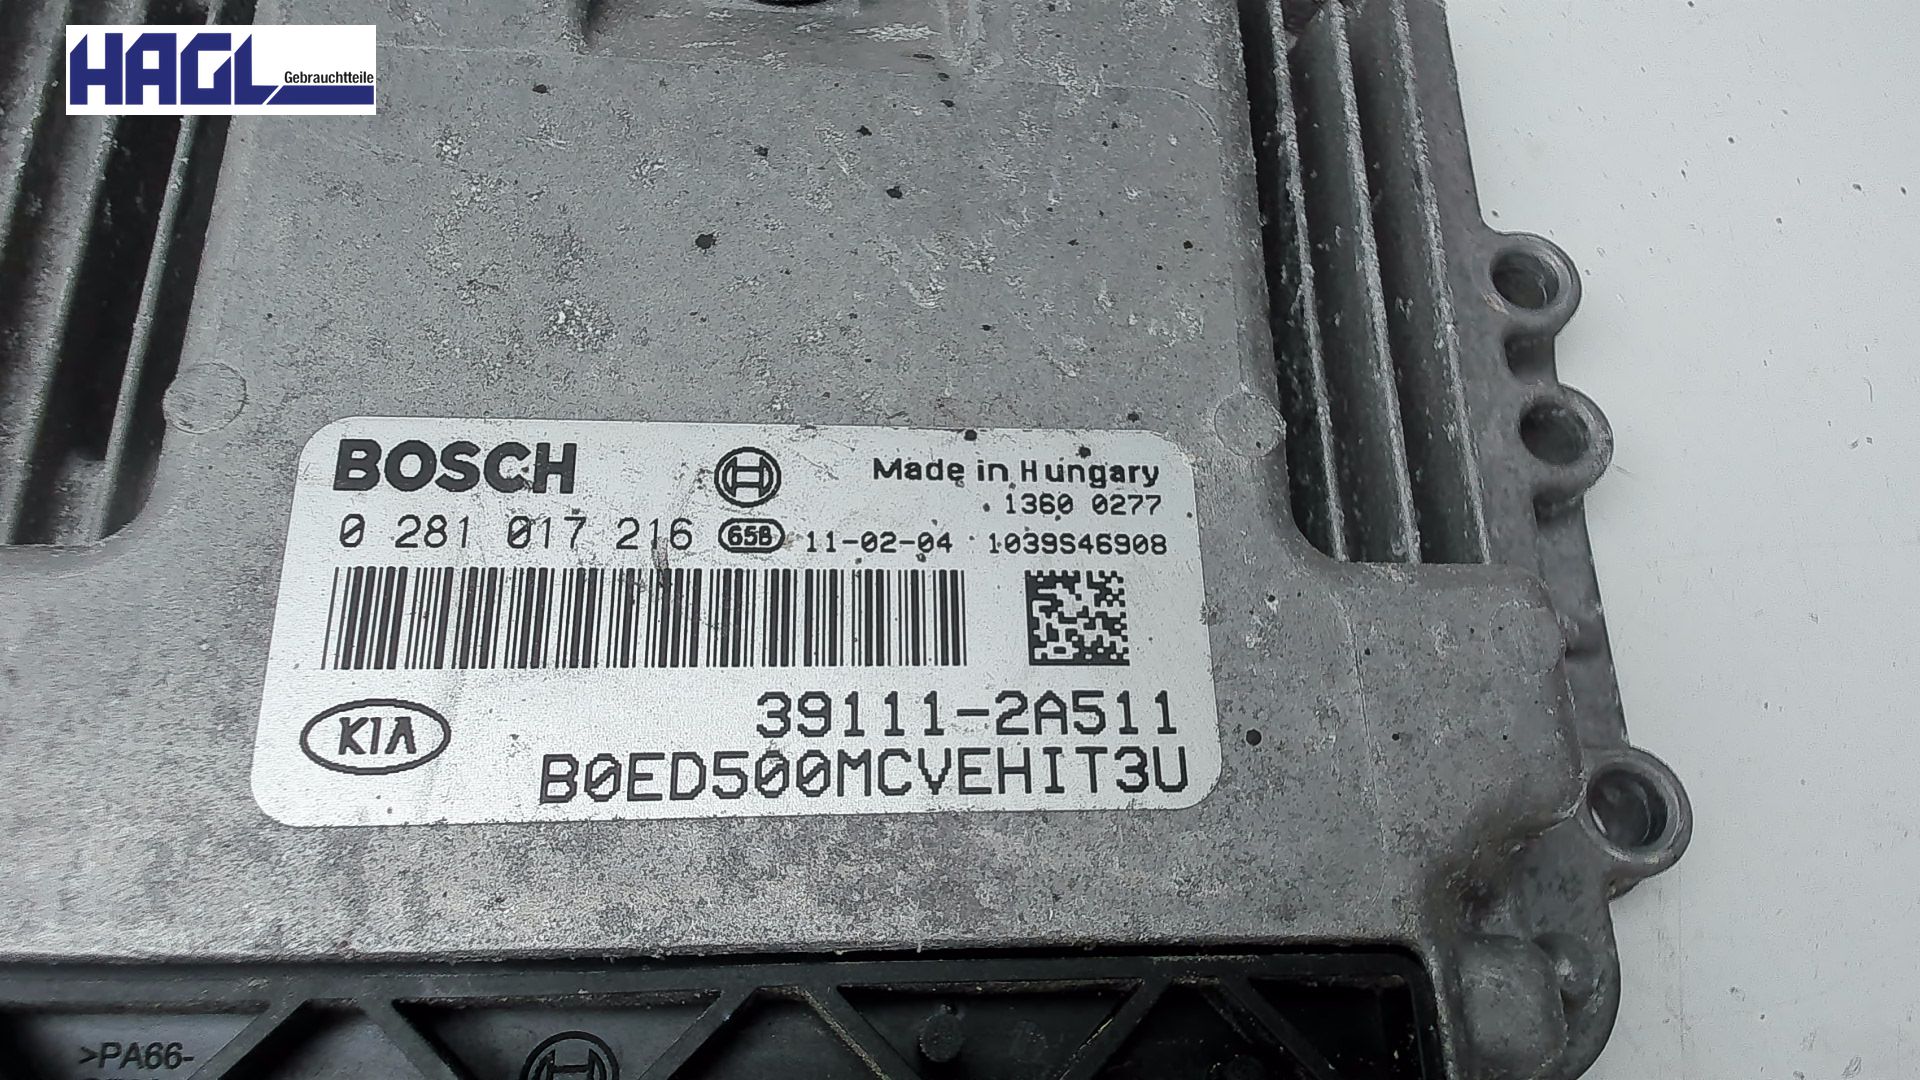 HAGL
Gebrauchtteile
BOSCH
Made in Hungary
1360 0277
0 281 017 216 65B 11-02-04 1039S46908
39111-2A511
KIA
B0ED500MCVEHIT3U
>PA66-